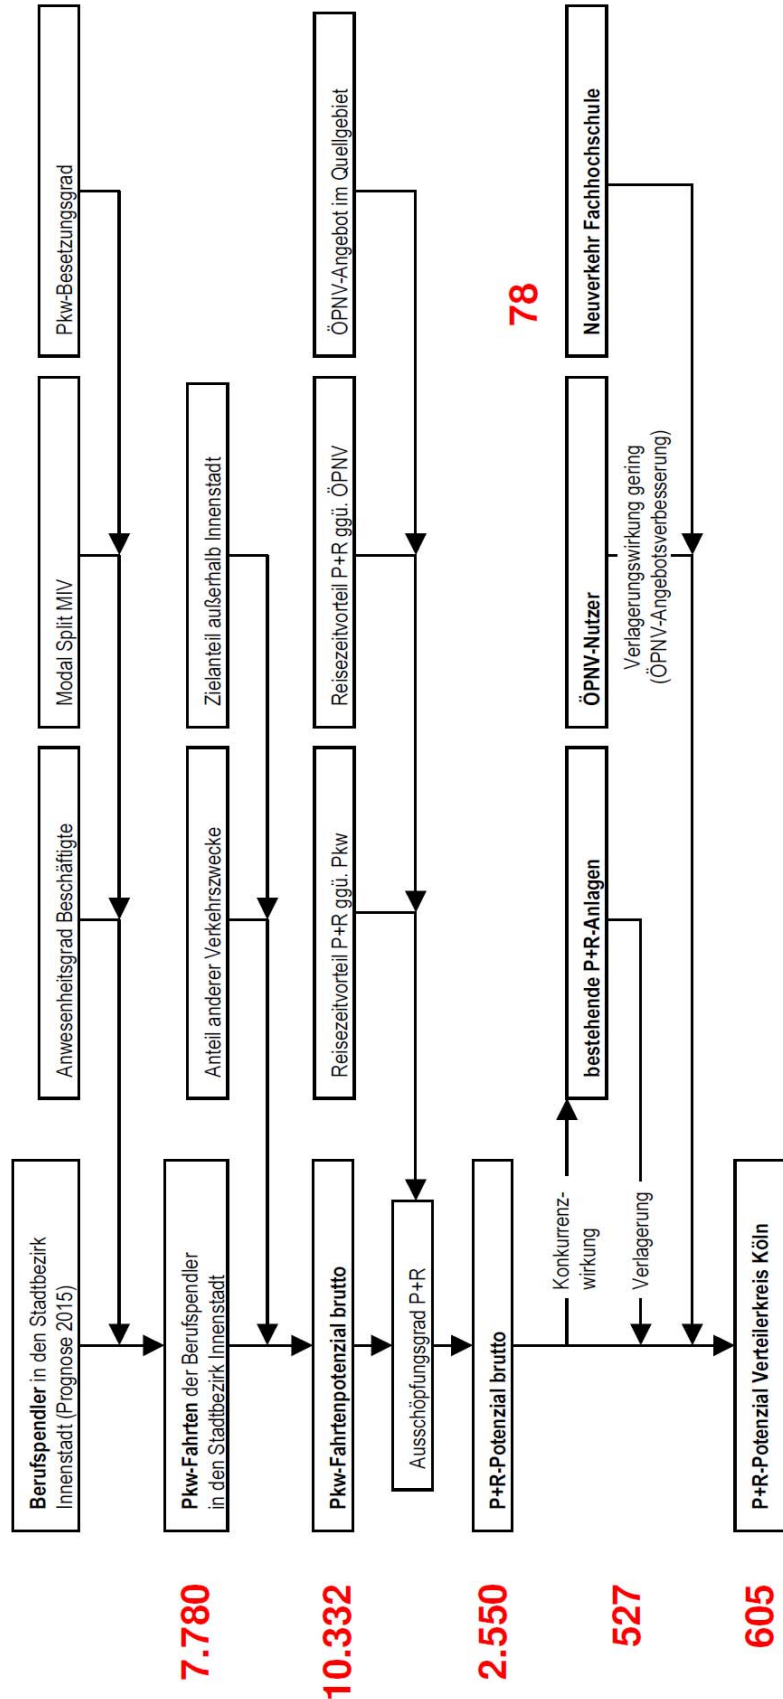 Berufspendler in den Stadtbezirk
Innenstadt (Prognose 2015)
Anwesenheitsgrad Beschäftigte
Modal Split MIV
Pkw-Besetzungsgrad
7.780
Pkw-Fahrten der Berufspendler
in den Stadtbezirk Innenstadt
Anteil anderer Verkehrszwecke
Zielanteil außerhalb Innenstadt
10.332
Pkw-Fahrtenpotenzial brutto
Reisezeitvorteil P+R ggü. Pkw
Reisezeitvorteil P+R ggü. ÖPNV
ÖPNV-Angebot im Quellgebiet
Ausschöpfungsgrad P+R
2.550
P+R-Potenzial brutto
78
Konkurrenz-
wirkung
bestehende P+R-Anlagen
ÖPNV-Nutzer
Neuverkehr Fachhochschule
527
Verlagerung
Verlagerungswirkung gering
(ÖPNV-Angebotsverbesserung)
605
P+R-Potenzial Verteilerkreis Köln